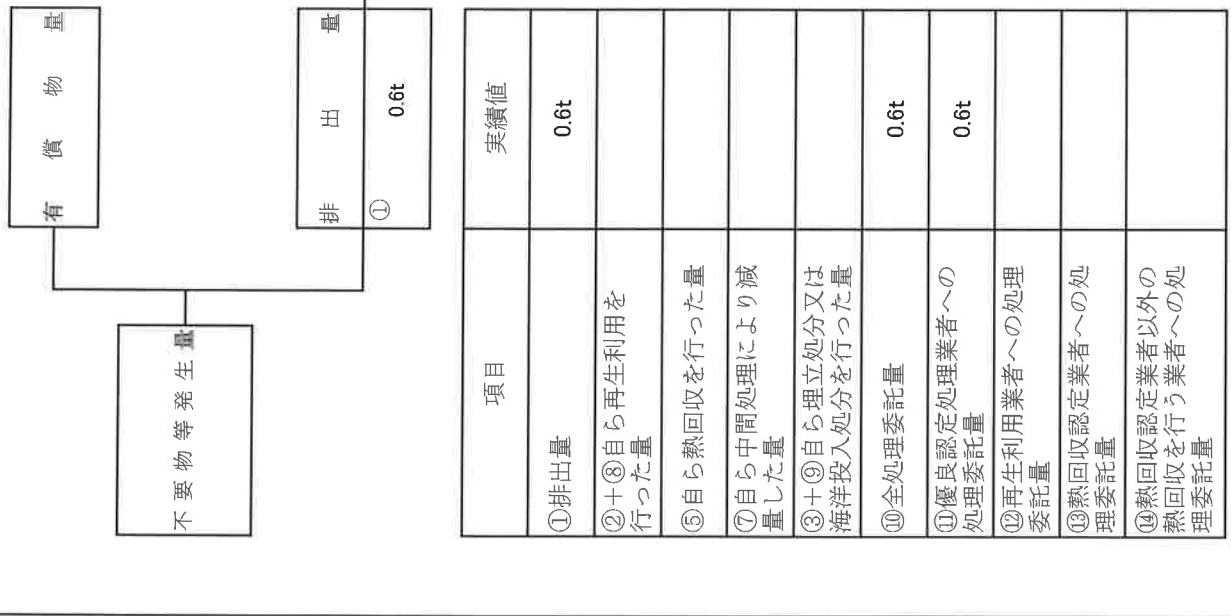 有償物量
不要物等発生量
排出量
①
0.6t
項目
実績値
①排出量
0.6t
②+⑧自ら再生利用を
行った量
⑤自ら熱回収を行った量
⑦自ら中間処理により減
量した量
③+⑨自ら埋立処分又は
海洋投入処分を行った量
⑩全処理委託量
0.6t
⑪優良認定処理業者への
処理委託量
0.6t
⑫再生利用業者への処理
委託量
⑬熱回収認定業者への処
理委託量
⑭熱回収認定業者以外の
熱回収を行う業者への処
理委託量